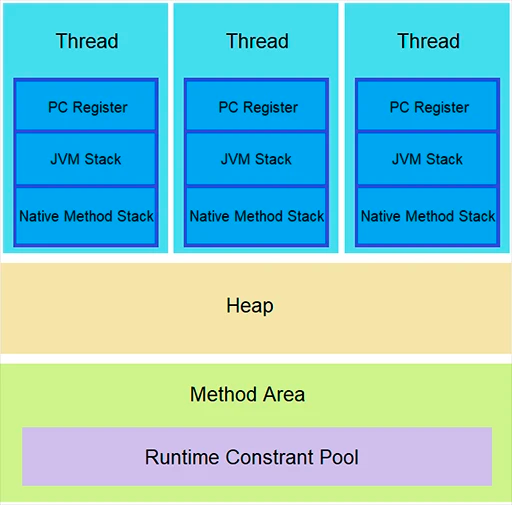 Thread
Thread
Thread
PC Register
PC Register
PC Register
JVM Stack
JVM Stack
JVM Stack
Native Method Stack
Native Method Stack
Native Method Stack
Heap
Method Area
Runtime Constrant Pool